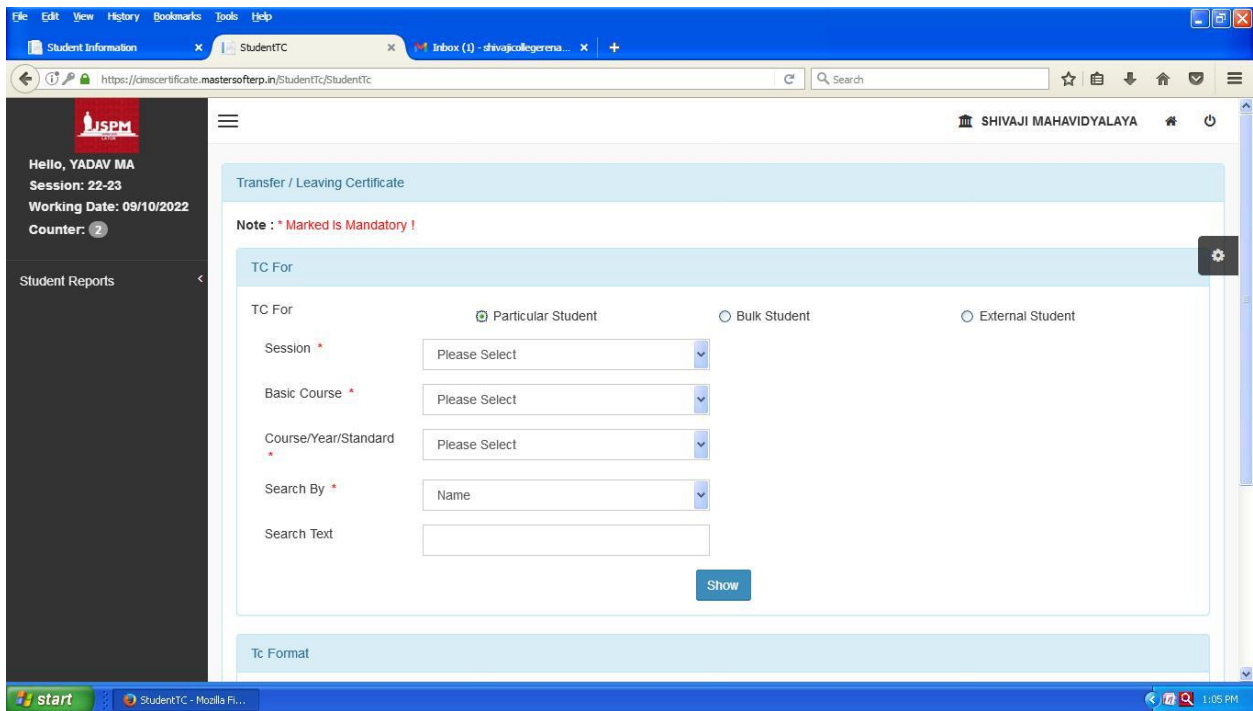 File Edit View History Bookmarks Tools Help
Student Information StudentTC Inbox (1) - shivajicollegerena...
https://cimscertificate.mastersofterp.in/StudentTc/StudentTc Search
JSPM
SHIVAJI MAHAVIDYALAYA
Hello, YADAV MA
Session: 22-23
Working Date: 09/10/2022
Counter: 2
Student Reports
Transfer / Leaving Certificate
Note : * Marked Is Mandatory !
TC For
TC For Particular Student Bulk Student External Student
Session * Please Select
Basic Course * Please Select
Course/Year/Standard * Please Select
Search By * Name
Search Text
Show
Tc Format
start StudentTC - Mozilla Fi... 1:05 PM